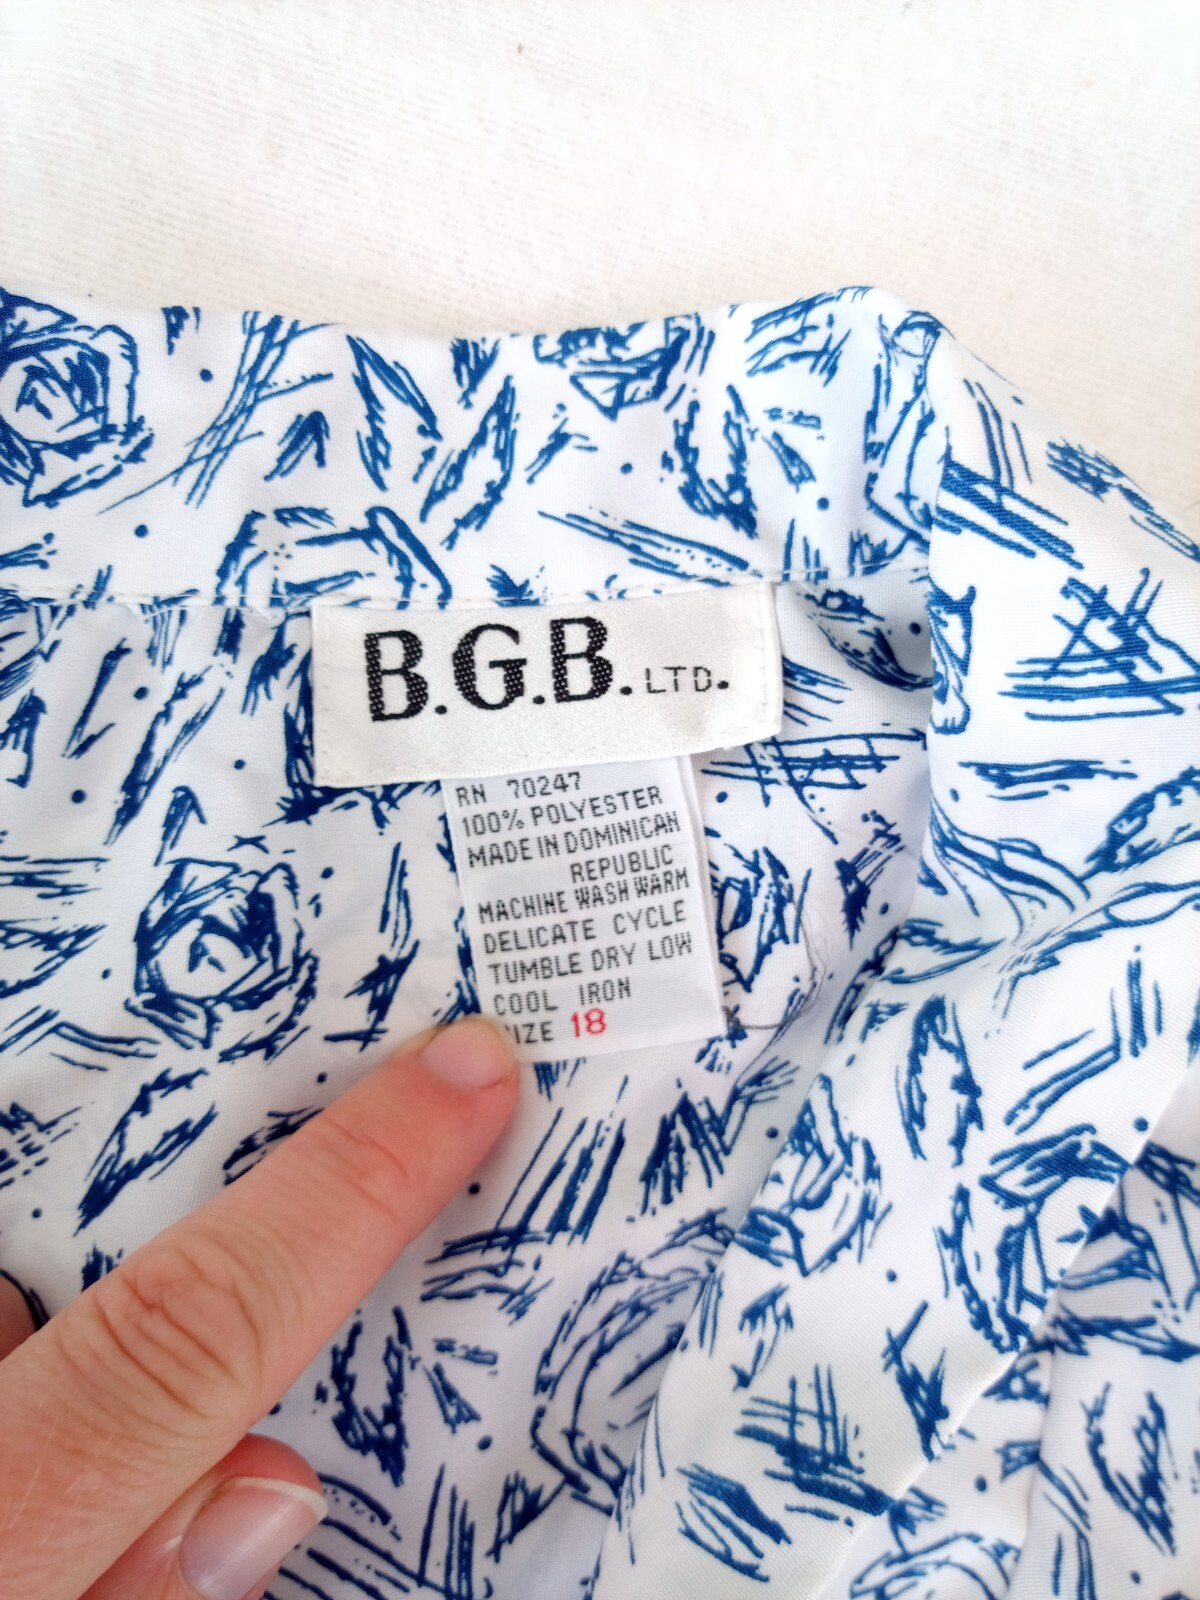 B.G.B. LTD.
RN 70247
100% POLYESTER
MADE IN DOMINICAN
REPUBLIC
MACHINE WASH WARM
DELICATE CYCLE
TUMBLE DRY LOW
COOL IRON
SIZE 18